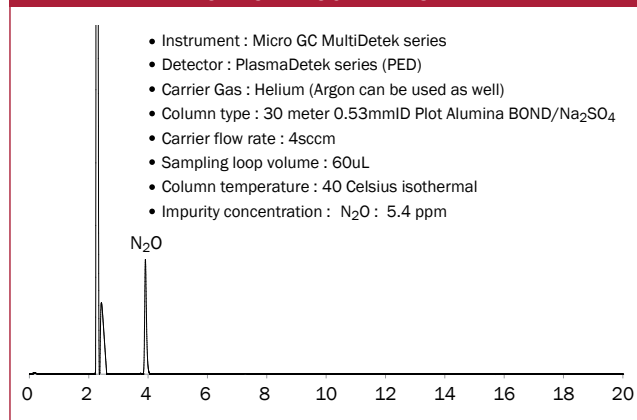 • Instrument : Micro GC MultiDetek series
• Detector : PlasmaDetek series (PED)
• Carrier Gas : Helium (Argon can be used as well)
• Column type : 30 meter 0.53mmID Plot Alumina BOND/Na₂SO₄
• Carrier flow rate : 4sccm
• Sampling loop volume : 60uL
• Column temperature : 40 Celsius isothermal
• Impurity concentration : N₂O : 5.4 ppm
N₂O
0 2 4 6 8 10 12 14 16 18 20